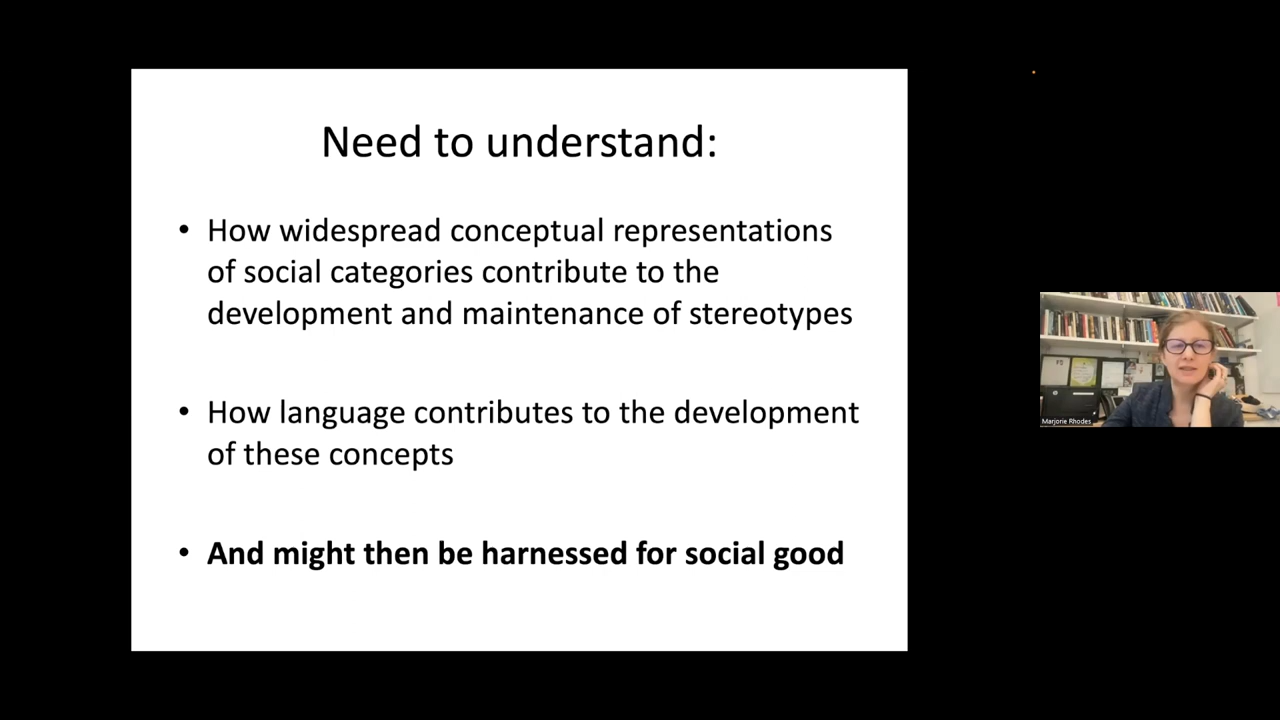 Need to understand:
• How widespread conceptual representations
of social categories contribute to the
development and maintenance of stereotypes
• How language contributes to the development
of these concepts
• And might then be harnessed for social good
Marjorie Rhodes